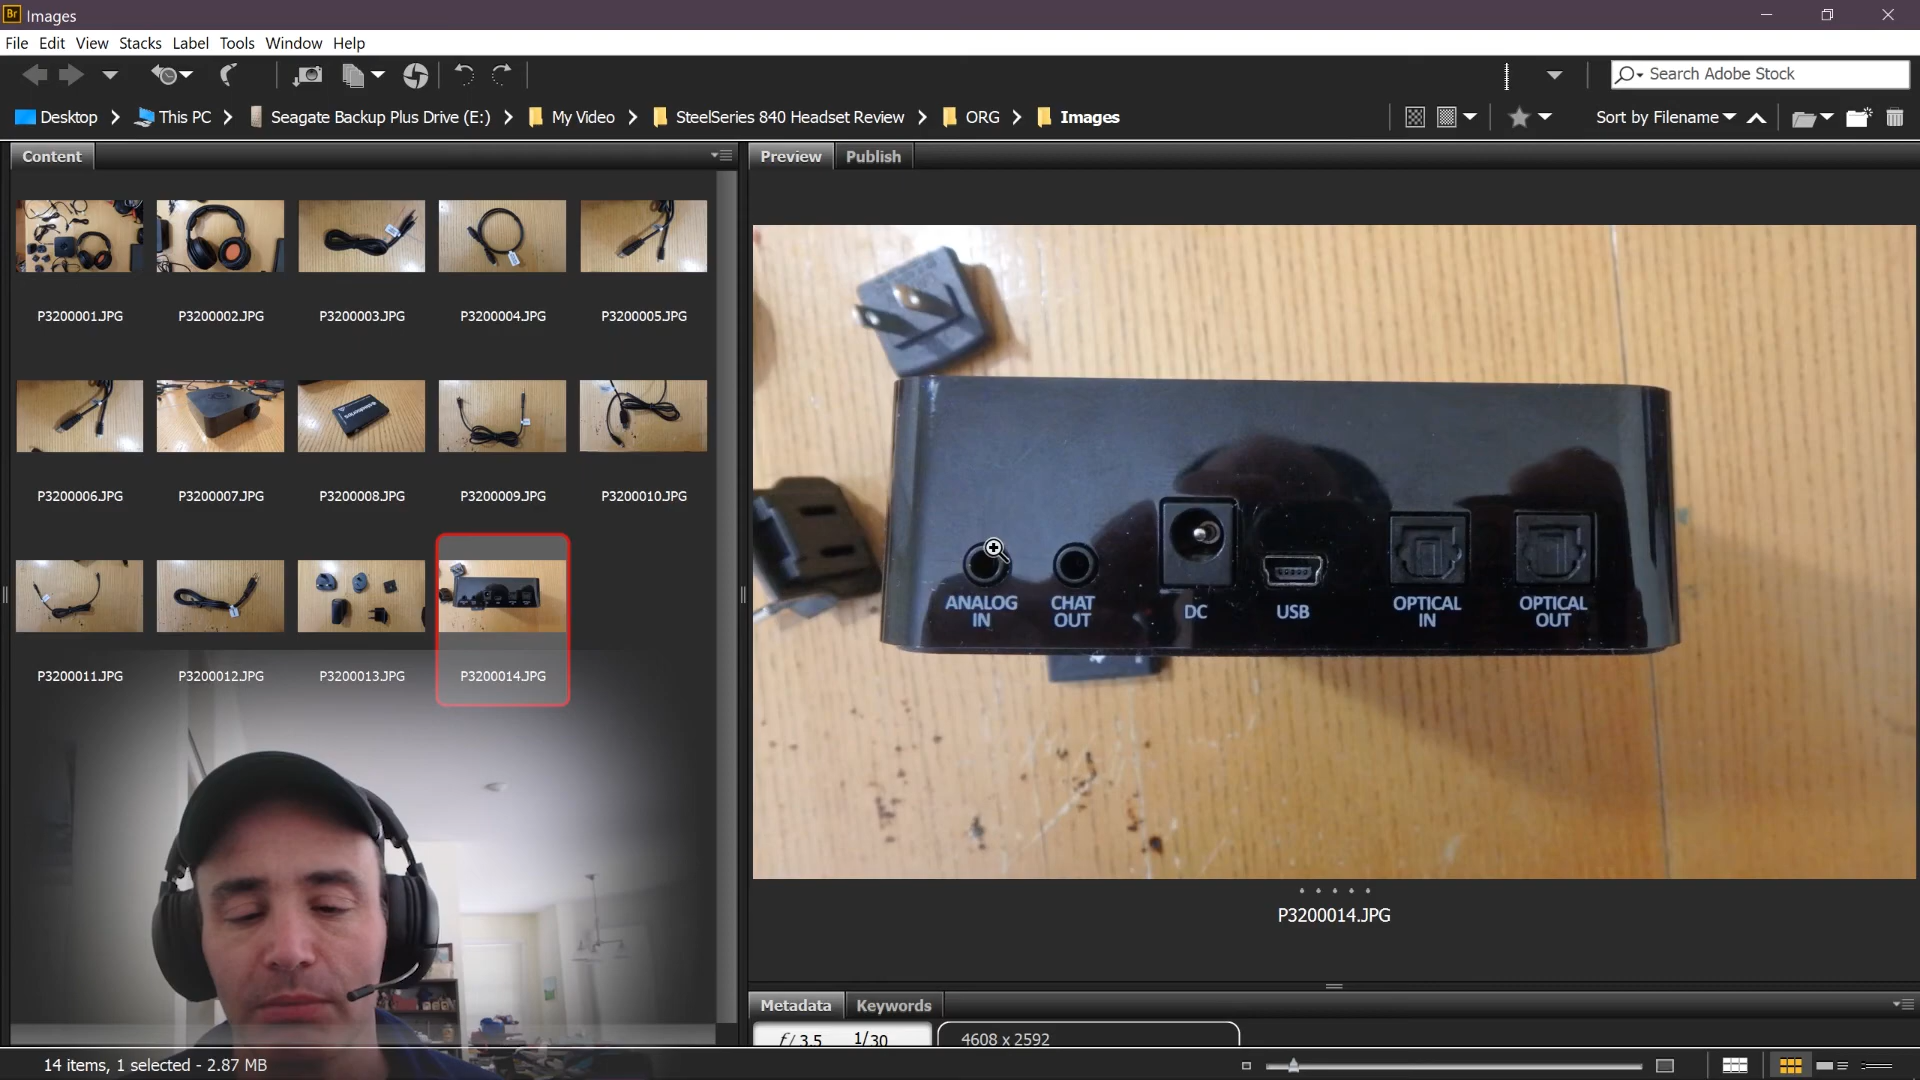 Br Images
File Edit View Stacks Label Tools Window Help
Search Adobe Stock
Desktop This PC Seagate Backup Plus Drive (E:) My Video SteelSeries 840 Headset Review ORG Images
Sort by Filename
Content
Preview Publish
P3200001.JPG P3200002.JPG P3200003.JPG P3200004.JPG P3200005.JPG
P3200006.JPG P3200007.JPG P3200008.JPG P3200009.JPG P3200010.JPG
P3200011.JPG P3200012.JPG P3200013.JPG P3200014.JPG
ANALOG IN
CHAT OUT
DC
USB
OPTICAL IN
OPTICAL OUT
P3200014.JPG
Metadata Keywords
f/3.5 1/30 4608 x 2592
14 items, 1 selected - 2.87 MB